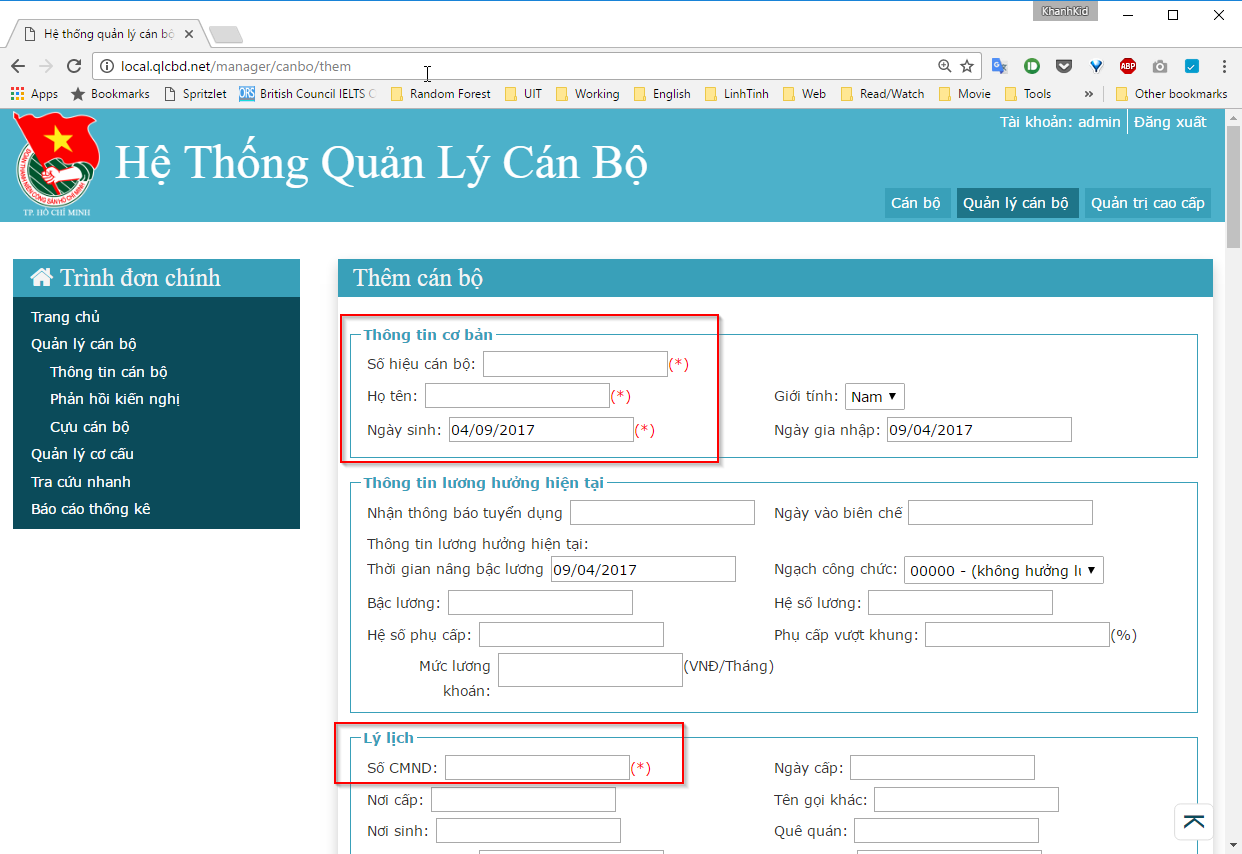 KhanhKid
Hệ thống quản lý cán bộ
local.qlcbd.net/manager/canbo/them
Apps Bookmarks Spritzlet British Council IELTS Random Forest UIT Working English LinhTinh Web Read/Watch Movie Tools » Other bookmarks
Tài khoản: admin Đăng xuất
Hệ Thống Quản Lý Cán Bộ
TP. HỒ CHÍ MINH
Cán bộ Quản lý cán bộ Quản trị cao cấp
Trình đơn chính
Trang chủ
Quản lý cán bộ
Thông tin cán bộ
Phản hồi kiến nghị
Cựu cán bộ
Quản lý cơ cấu
Tra cứu nhanh
Báo cáo thống kê
Thêm cán bộ
Thông tin cơ bản
Số hiệu cán bộ: (*)
Họ tên: (*) Giới tính: Nam
Ngày sinh: 04/09/2017 (*) Ngày gia nhập: 09/04/2017
Thông tin lương hưởng hiện tại
Nhận thông báo tuyển dụng Ngày vào biên chế
Thông tin lương hưởng hiện tại:
Thời gian nâng bậc lương 09/04/2017 Ngạch công chức: 00000 - (không hưởng lư
Bậc lương: Hệ số lương:
Hệ số phụ cấp: Phụ cấp vượt khung: (%)
Mức lương (VNĐ/Tháng)
khoán:
Lý lịch
Số CMND: (*) Ngày cấp:
Nơi cấp: Tên gọi khác:
Nơi sinh: Quê quán: